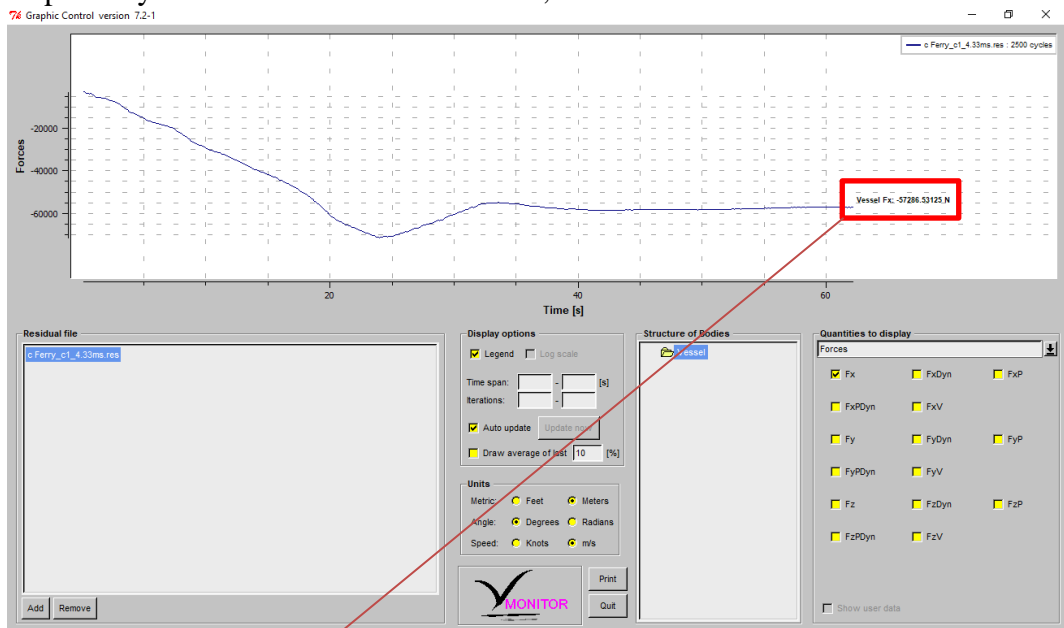 Graphic Control version 7.2-1
c Ferry_c1_4.33ms.res : 2500 cycles
Forces
-20000
-40000
-60000
Vessel Fx; -57286.53125 N
20
40
60
Time [s]
Residual file
c Ferry_c1_4.33ms.res
Add
Remove
Display options
Legend
Log scale
Time span:
-
[s]
Iterations:
-
Auto update
Update now
Draw average of last
10
[%]
Units
Metric:
Feet
Meters
Angle:
Degrees
Radians
Speed:
Knots
m/s
MONITOR
Print
Quit
Structure of Bodies
Vessel
Quantities to display
Forces
Fx
FxDyn
FxP
FxPDyn
FxV
Fy
FyDyn
FyP
FyPDyn
FyV
Fz
FzDyn
FzP
FzPDyn
FzV
Show user data